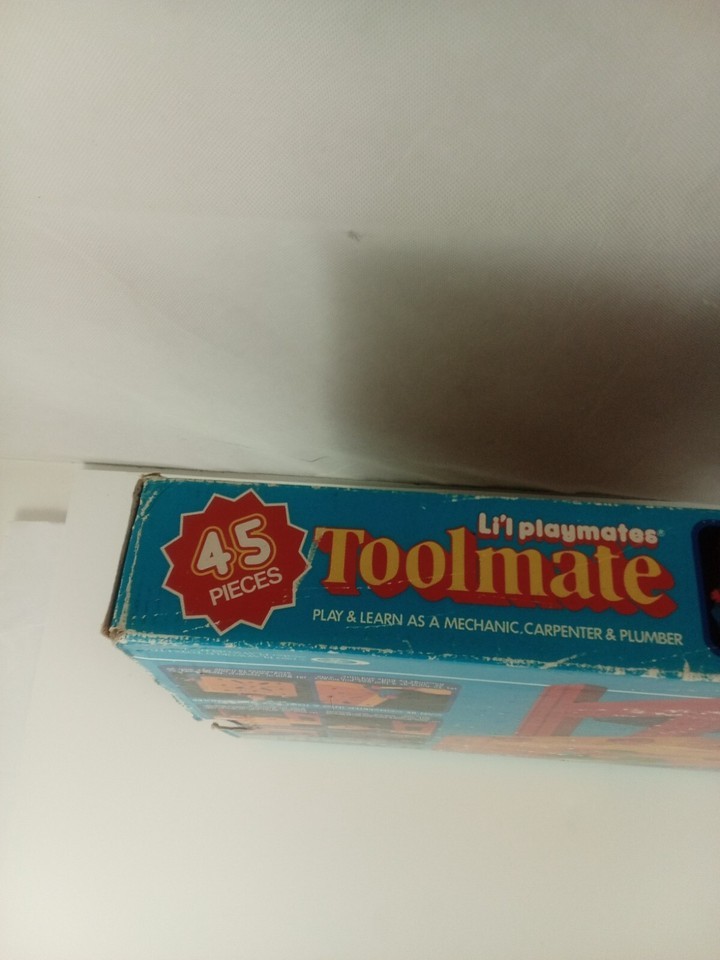 45
PIECES
Li'l playmates®
Toolmate
PLAY & LEARN AS A MECHANIC, CARPENTER & PLUMBER